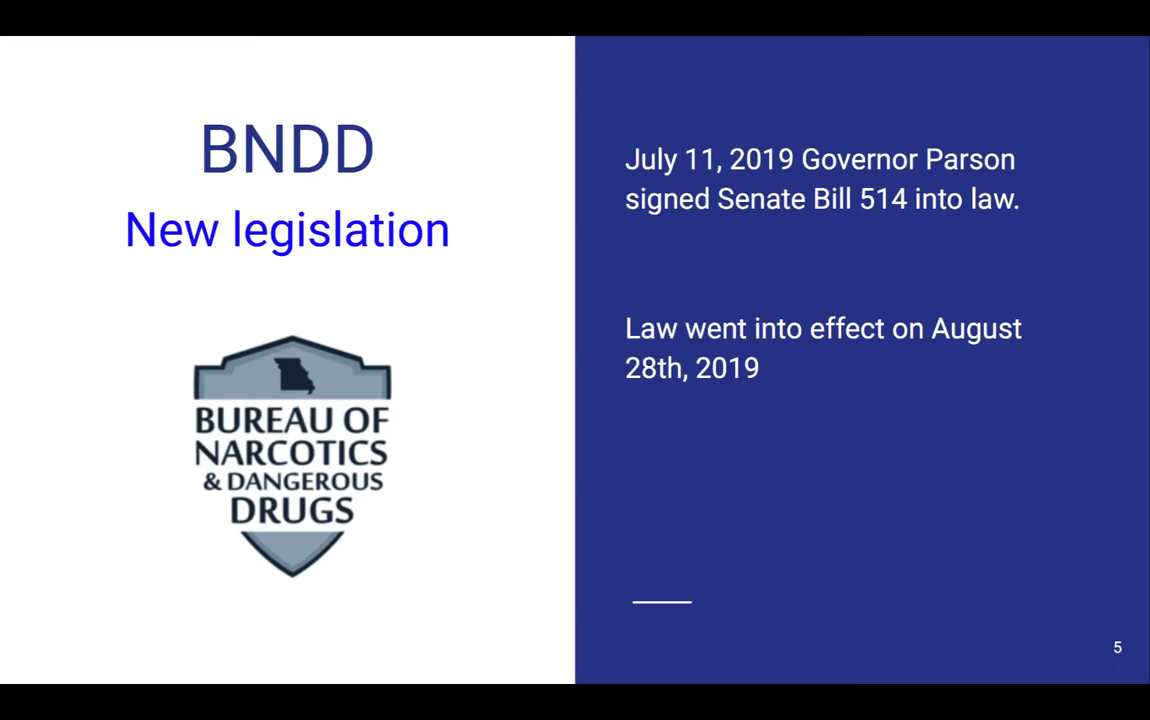 BNDD
New legislation
BUREAU OF
NARCOTICS
& DANGEROUS
DRUGS
July 11, 2019 Governor Parson
signed Senate Bill 514 into law.
Law went into effect on August
28th, 2019
5